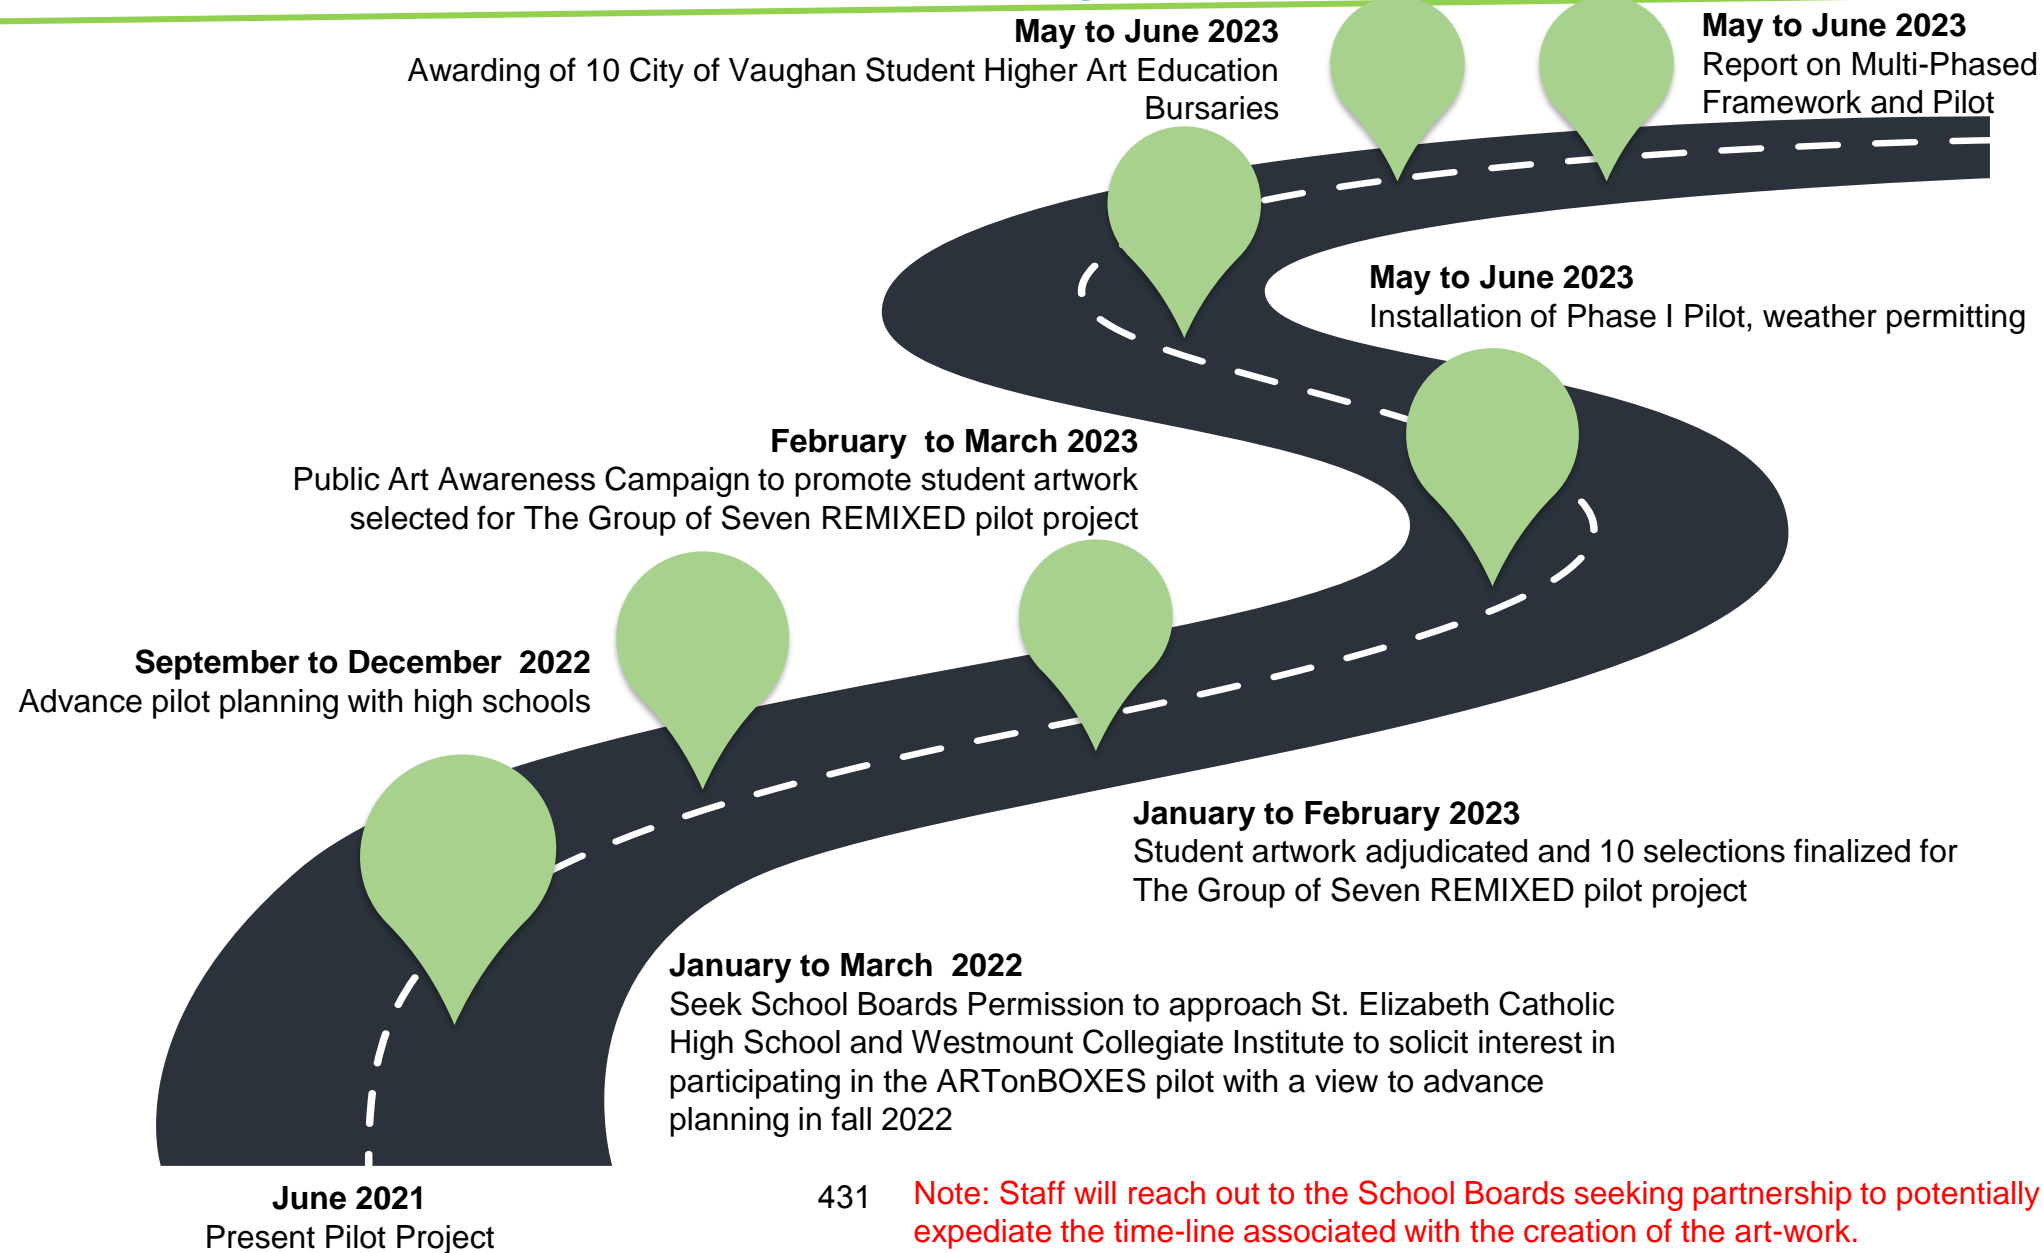 May to June 2023
Awarding of 10 City of Vaughan Student Higher Art Education
Bursaries
May to June 2023
Report on Multi-Phased
Framework and Pilot
May to June 2023
Installation of Phase I Pilot, weather permitting
February  to March 2023
Public Art Awareness Campaign to promote student artwork
selected for The Group of Seven REMIXED pilot project
September to December  2022
Advance pilot planning with high schools
January to February 2023
Student artwork adjudicated and 10 selections finalized for
The Group of Seven REMIXED pilot project
January to March  2022
Seek School Boards Permission to approach St. Elizabeth Catholic
High School and Westmount Collegiate Institute to solicit interest in
participating in the ARTonBOXES pilot with a view to advance
planning in fall 2022
June 2021
Present Pilot Project
431
Note: Staff will reach out to the School Boards seeking partnership to potentially
expediate the time-line associated with the creation of the art-work.